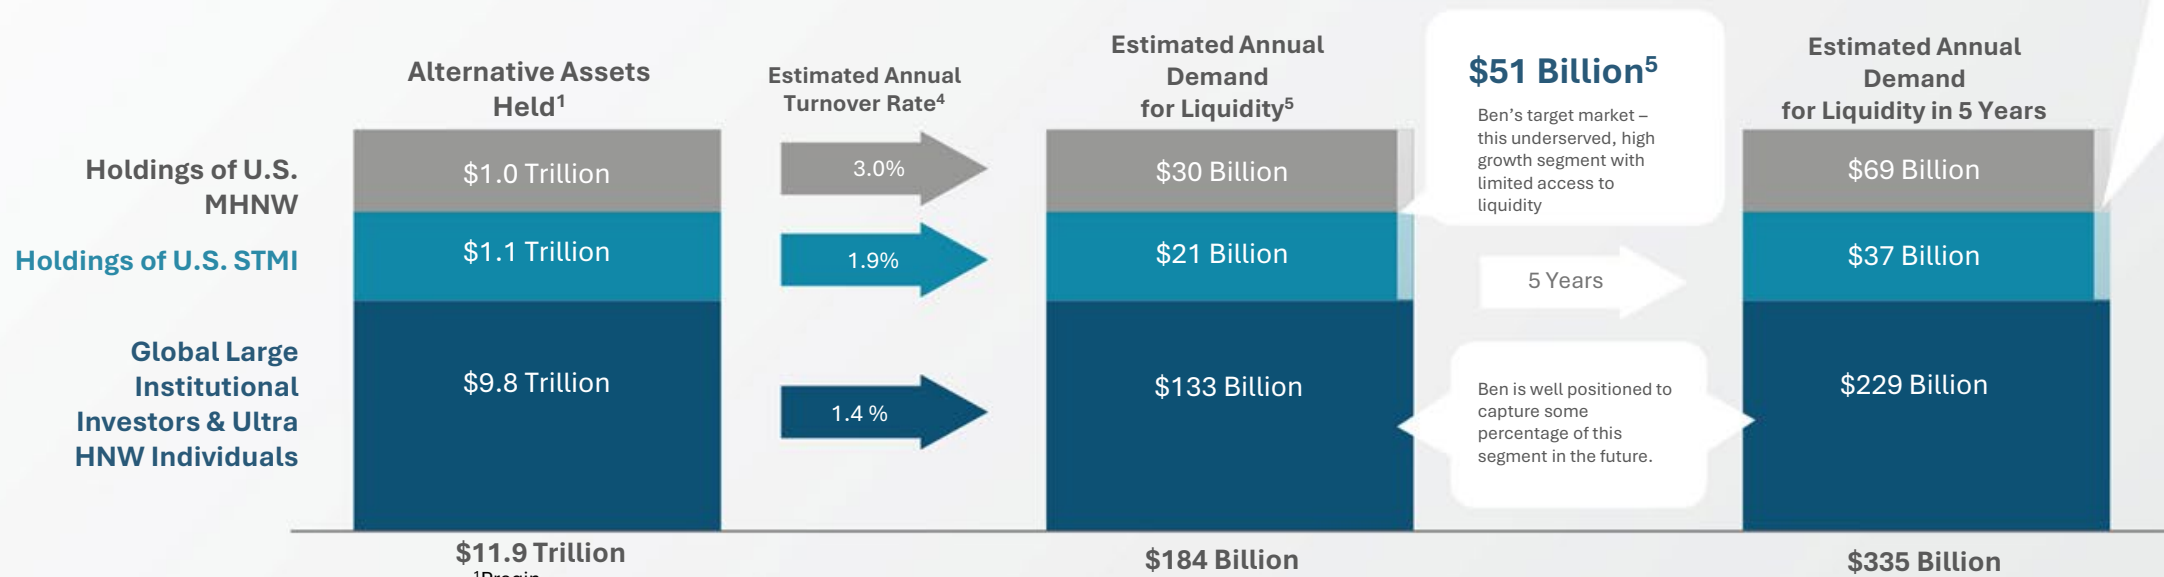 Alternative Assets
Held¹
Estimated Annual
Turnover Rate⁴
Estimated Annual
Demand
for Liquidity⁵
$51 Billion⁵
Ben’s target market –
this underserved, high
growth segment with
limited access to
liquidity
Estimated Annual
Demand
for Liquidity in 5 Years
Holdings of U.S.
MHNW
$1.0 Trillion
3.0%
$30 Billion
$69 Billion
Holdings of U.S. STMI
$1.1 Trillion
1.9%
$21 Billion
5 Years
$37 Billion
Global Large
Institutional
Investors & Ultra
HNW Individuals
$9.8 Trillion
1.4 %
$133 Billion
Ben is well positioned to
capture some
percentage of this
segment in the future.
$229 Billion
$11.9 Trillion
$184 Billion
$335 Billion